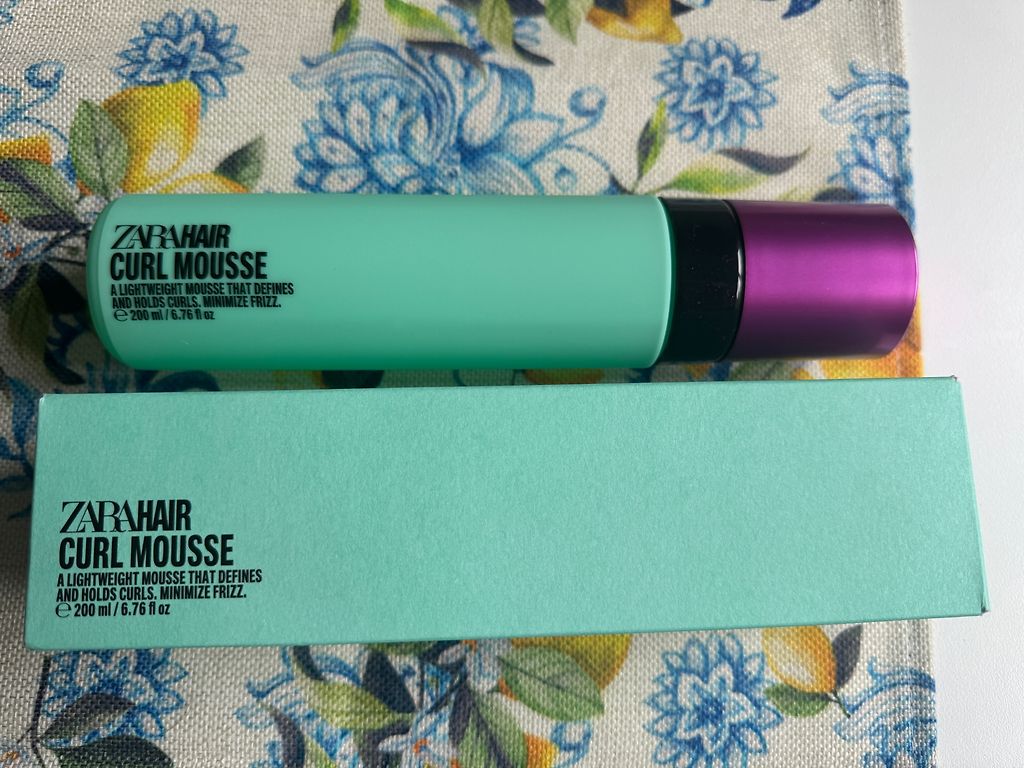 ZARAHAIR
CURL MOUSSE
A LIGHTWEIGHT MOUSSE THAT DEFINES
AND HOLDS CURLS. MINIMIZE FRIZZ.
℮ 200 ml / 6.76 fl oz
ZARAHAIR
CURL MOUSSE
A LIGHTWEIGHT MOUSSE THAT DEFINES
AND HOLDS CURLS. MINIMIZE FRIZZ.
℮ 200 ml / 6.76 fl oz